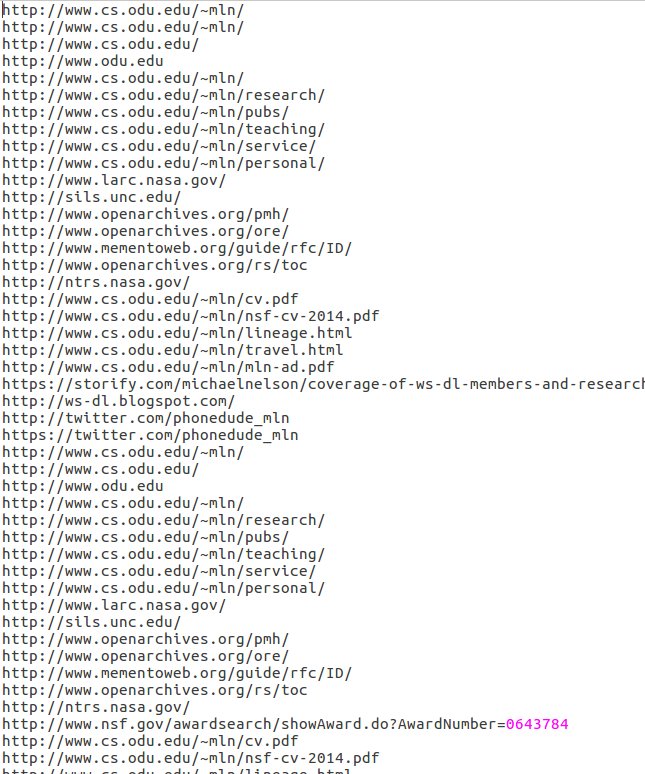 http://www.cs.odu.edu/~mln/
http://www.cs.odu.edu/~mln/
http://www.cs.odu.edu/
http://www.odu.edu
http://www.cs.odu.edu/~mln/
http://www.cs.odu.edu/~mln/research/
http://www.cs.odu.edu/~mln/pubs/
http://www.cs.odu.edu/~mln/teaching/
http://www.cs.odu.edu/~mln/service/
http://www.cs.odu.edu/~mln/personal/
http://www.larc.nasa.gov/
http://sils.unc.edu/
http://www.openarchives.org/pmh/
http://www.openarchives.org/ore/
http://www.mementoweb.org/guide/rfc/ID/
http://www.openarchives.org/rs/toc
http://ntrs.nasa.gov/
http://www.cs.odu.edu/~mln/cv.pdf
http://www.cs.odu.edu/~mln/nsf-cv-2014.pdf
http://www.cs.odu.edu/~mln/lineage.html
http://www.cs.odu.edu/~mln/travel.html
http://www.cs.odu.edu/~mln/mln-ad.pdf
https://storify.com/michaelnelson/coverage-of-ws-dl-members-and-research
http://ws-dl.blogspot.com/
http://twitter.com/phonedude_mln
https://twitter.com/phonedude_mln
http://www.cs.odu.edu/~mln/
http://www.cs.odu.edu/
http://www.odu.edu
http://www.cs.odu.edu/~mln/
http://www.cs.odu.edu/~mln/research/
http://www.cs.odu.edu/~mln/pubs/
http://www.cs.odu.edu/~mln/teaching/
http://www.cs.odu.edu/~mln/service/
http://www.cs.odu.edu/~mln/personal/
http://www.larc.nasa.gov/
http://sils.unc.edu/
http://www.openarchives.org/pmh/
http://www.openarchives.org/ore/
http://www.mementoweb.org/guide/rfc/ID/
http://www.openarchives.org/rs/toc
http://ntrs.nasa.gov/
http://www.nsf.gov/awardsearch/showAward.do?AwardNumber=0643784
http://www.cs.odu.edu/~mln/cv.pdf
http://www.cs.odu.edu/~mln/nsf-cv-2014.pdf
http://www.cs.odu.edu/~mln/lineage.html